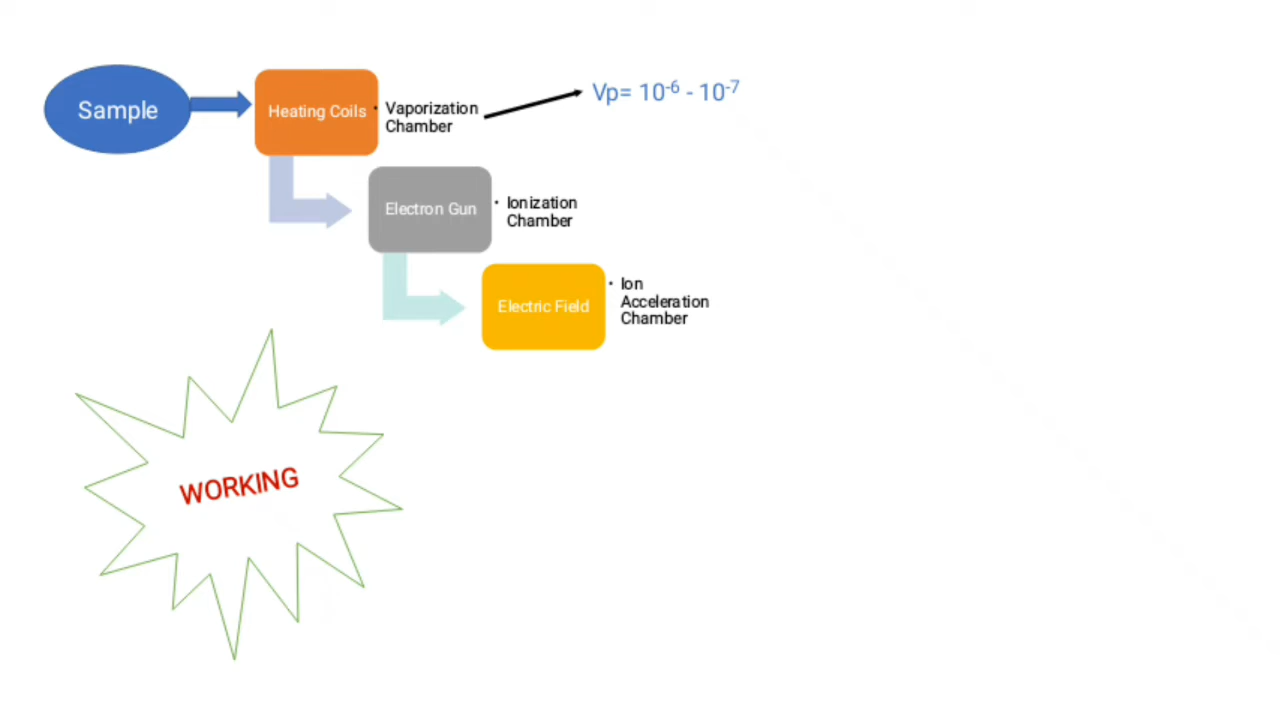 Sample
Heating Coils
• Vaporization
Chamber
Vp= 10⁻⁶ - 10⁻⁷
Electron Gun
• Ionization
Chamber
Electric Field
• Ion
Acceleration
Chamber
WORKING